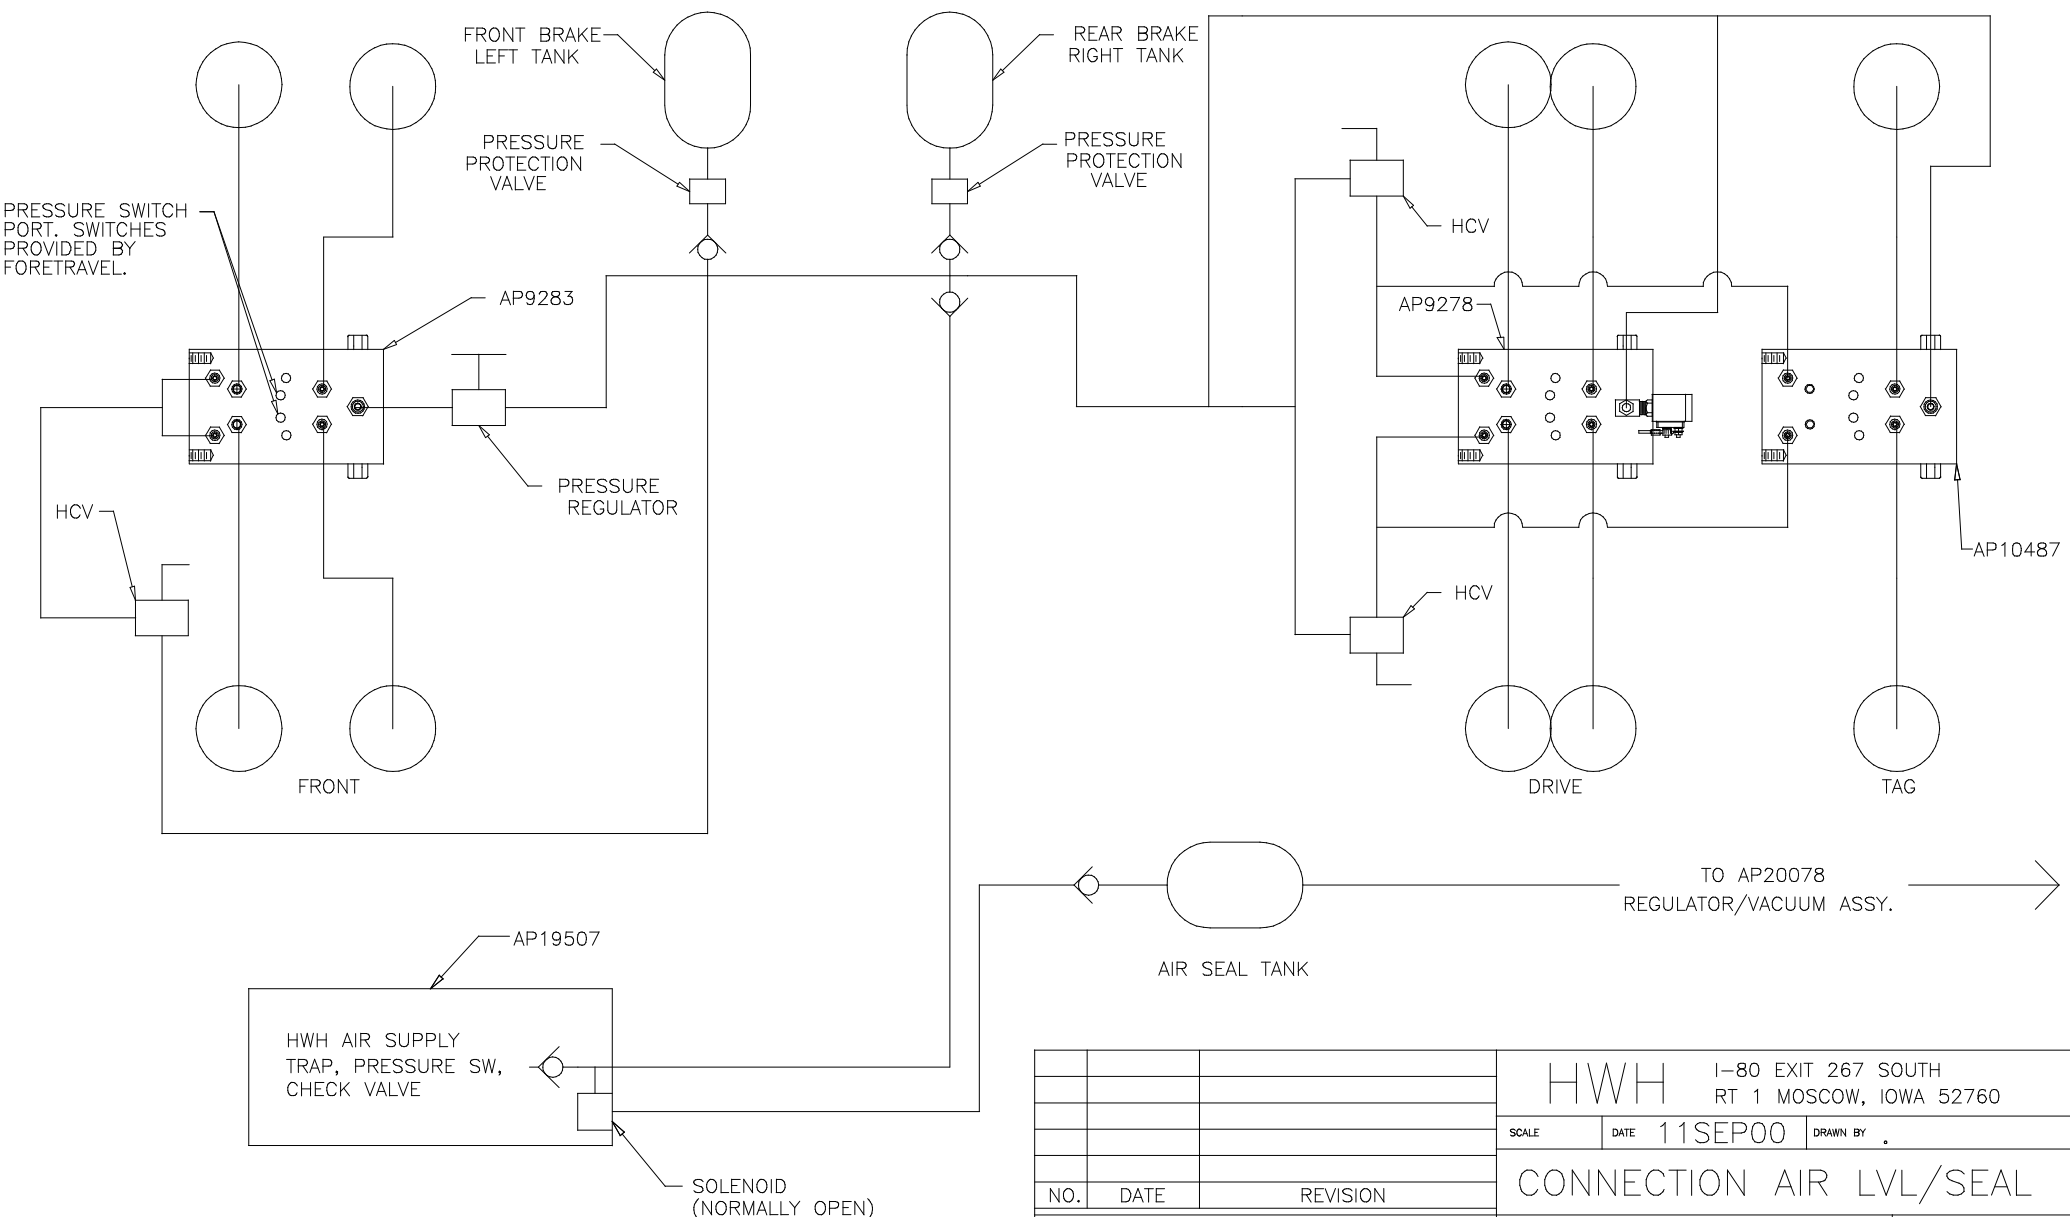 FRONT BRAKE
LEFT TANK
REAR BRAKE
RIGHT TANK
PRESSURE
PROTECTION
VALVE
PRESSURE
PROTECTION
VALVE
PRESSURE SWITCH
PORT. SWITCHES
PROVIDED BY
FORETRAVEL.
HCV
AP9283
AP9278
PRESSURE
REGULATOR
HCV
AP10487
HCV
FRONT
DRIVE
TAG
TO AP20078
REGULATOR/VACUUM ASSY.
AP19507
AIR SEAL TANK
HWH AIR SUPPLY
TRAP, PRESSURE SW,
CHECK VALVE
SOLENOID
(NORMALLY OPEN)
HWH
I-80 EXIT 267 SOUTH
RT 1 MOSCOW, IOWA 52760
SCALE
DATE 11SEP00
DRAWN BY .
CONNECTION AIR LVL/SEAL
NO. DATE REVISION